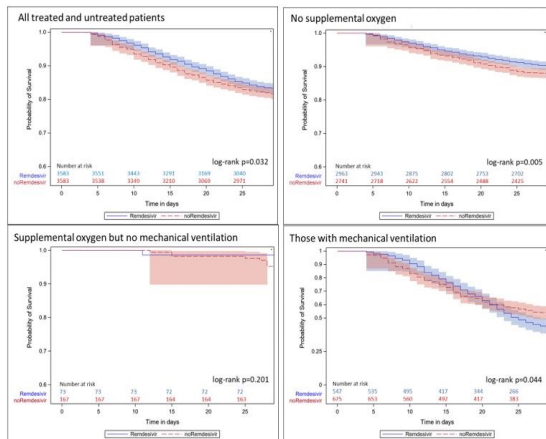 All treated and untreated patients
Probability of Survival
1.0
0.9
0.8
0.7
0.6
Number at risk
log-rank p=0.032
3583 3551 3443 3291 3169 3040
3583 3538 3349 3210 3069 2971
0 5 10 15 20 25
Time in days
Remdesivir noRemdesivir
No supplemental oxygen
Probability of Survival
1.0
0.9
0.8
0.7
0.6
Number at risk
log-rank p=0.005
2963 2943 2875 2802 2753 2702
2741 2718 2622 2558 2488 2425
0 5 10 15 20 25
Time in days
Remdesivir noRemdesivir
Supplemental oxygen but no mechanical ventilation
Probability of Survival
1.0
0.9
0.8
0.7
0.6
Number at risk
log-rank p=0.201
73 73 73 72 72 72
167 167 167 164 164 163
0 5 10 15 20 25
Time in days
Remdesivir noRemdesivir
Those with mechanical ventilation
Probability of Survival
1.0
0.9
0.8
0.7
0.6
0.5
0.25
0
Number at risk
log-rank p=0.044
547 535 495 417 344 266
675 653 560 492 417 383
0 5 10 15 20 25
Time in days
Remdesivir noRemdesivir